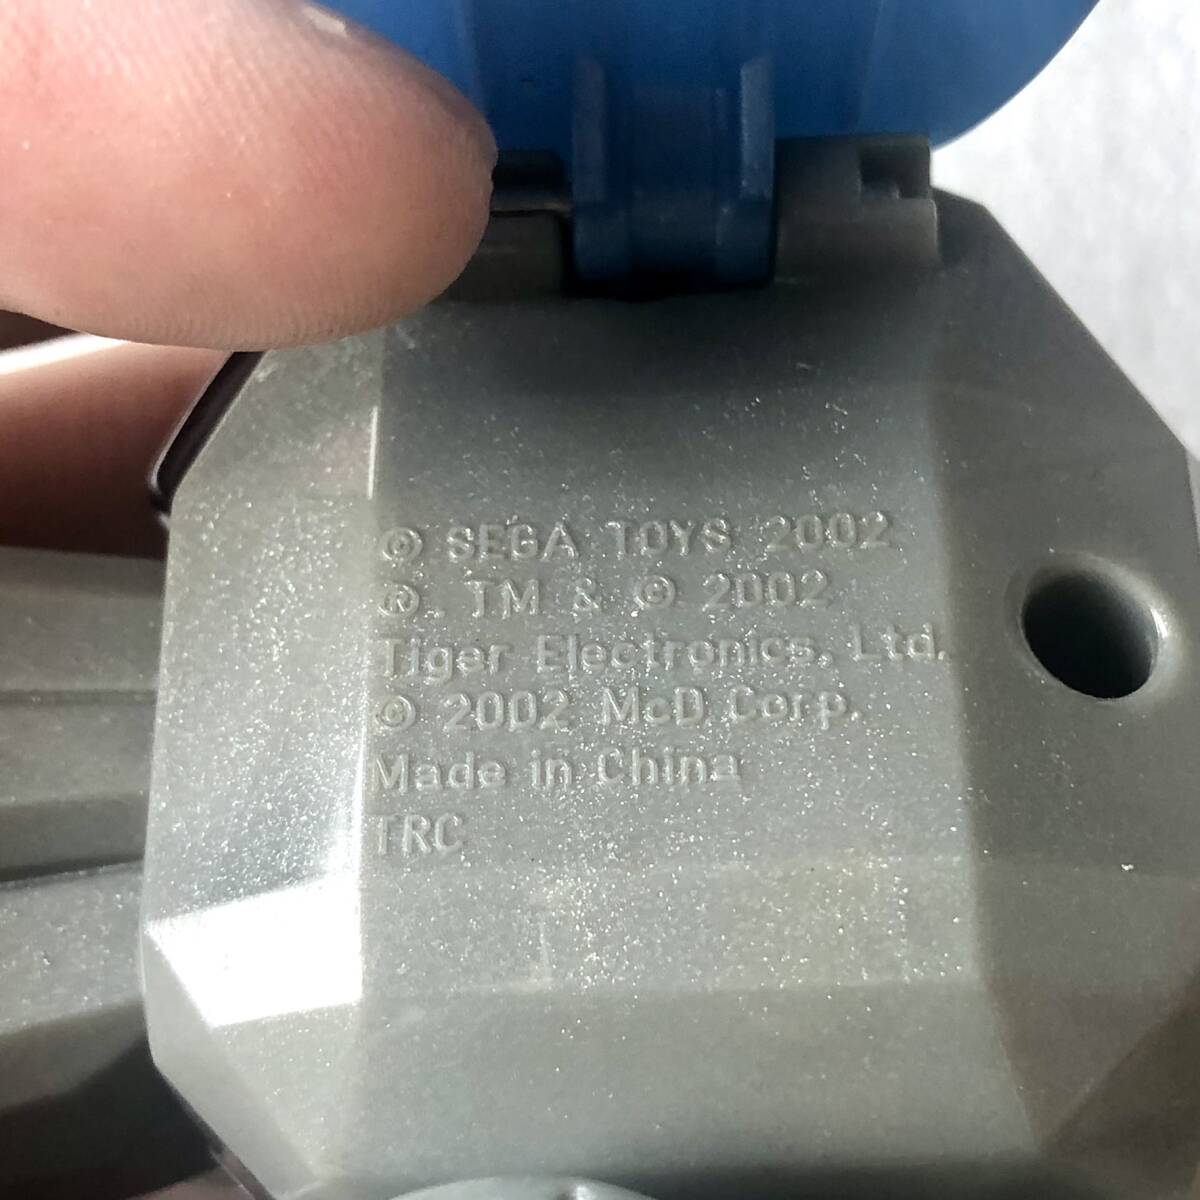 © SEGA TOYS 2002
®. TM & © 2002
Tiger Electronics, Ltd.
© 2002 McD Corp.
Made in China
TRC